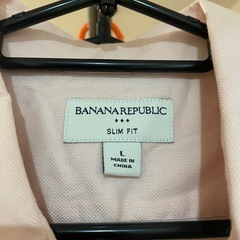 BANANA REPUBLIC
SLIM FIT
L
MADE IN
CHINA